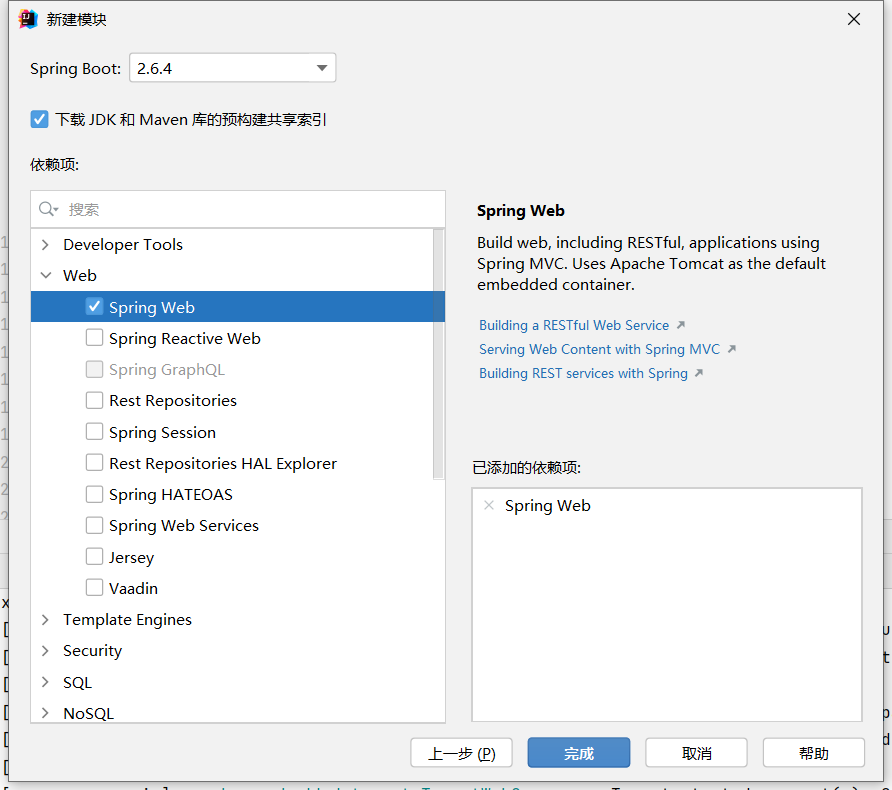 新建模块
Spring Boot: 2.6.4
下载 JDK 和 Maven 库的预构建共享索引
依赖项:
搜索
Developer Tools
Web
Spring Web
Spring Reactive Web
Spring GraphQL
Rest Repositories
Spring Session
Rest Repositories HAL Explorer
Spring HATEOAS
Spring Web Services
Jersey
Vaadin
Template Engines
Security
SQL
NoSQL
Spring Web
Build web, including RESTful, applications using
Spring MVC. Uses Apache Tomcat as the default
embedded container.
Building a RESTful Web Service
Serving Web Content with Spring MVC
Building REST services with Spring
已添加的依赖项:
Spring Web
上一步 (P)
完成
取消
帮助